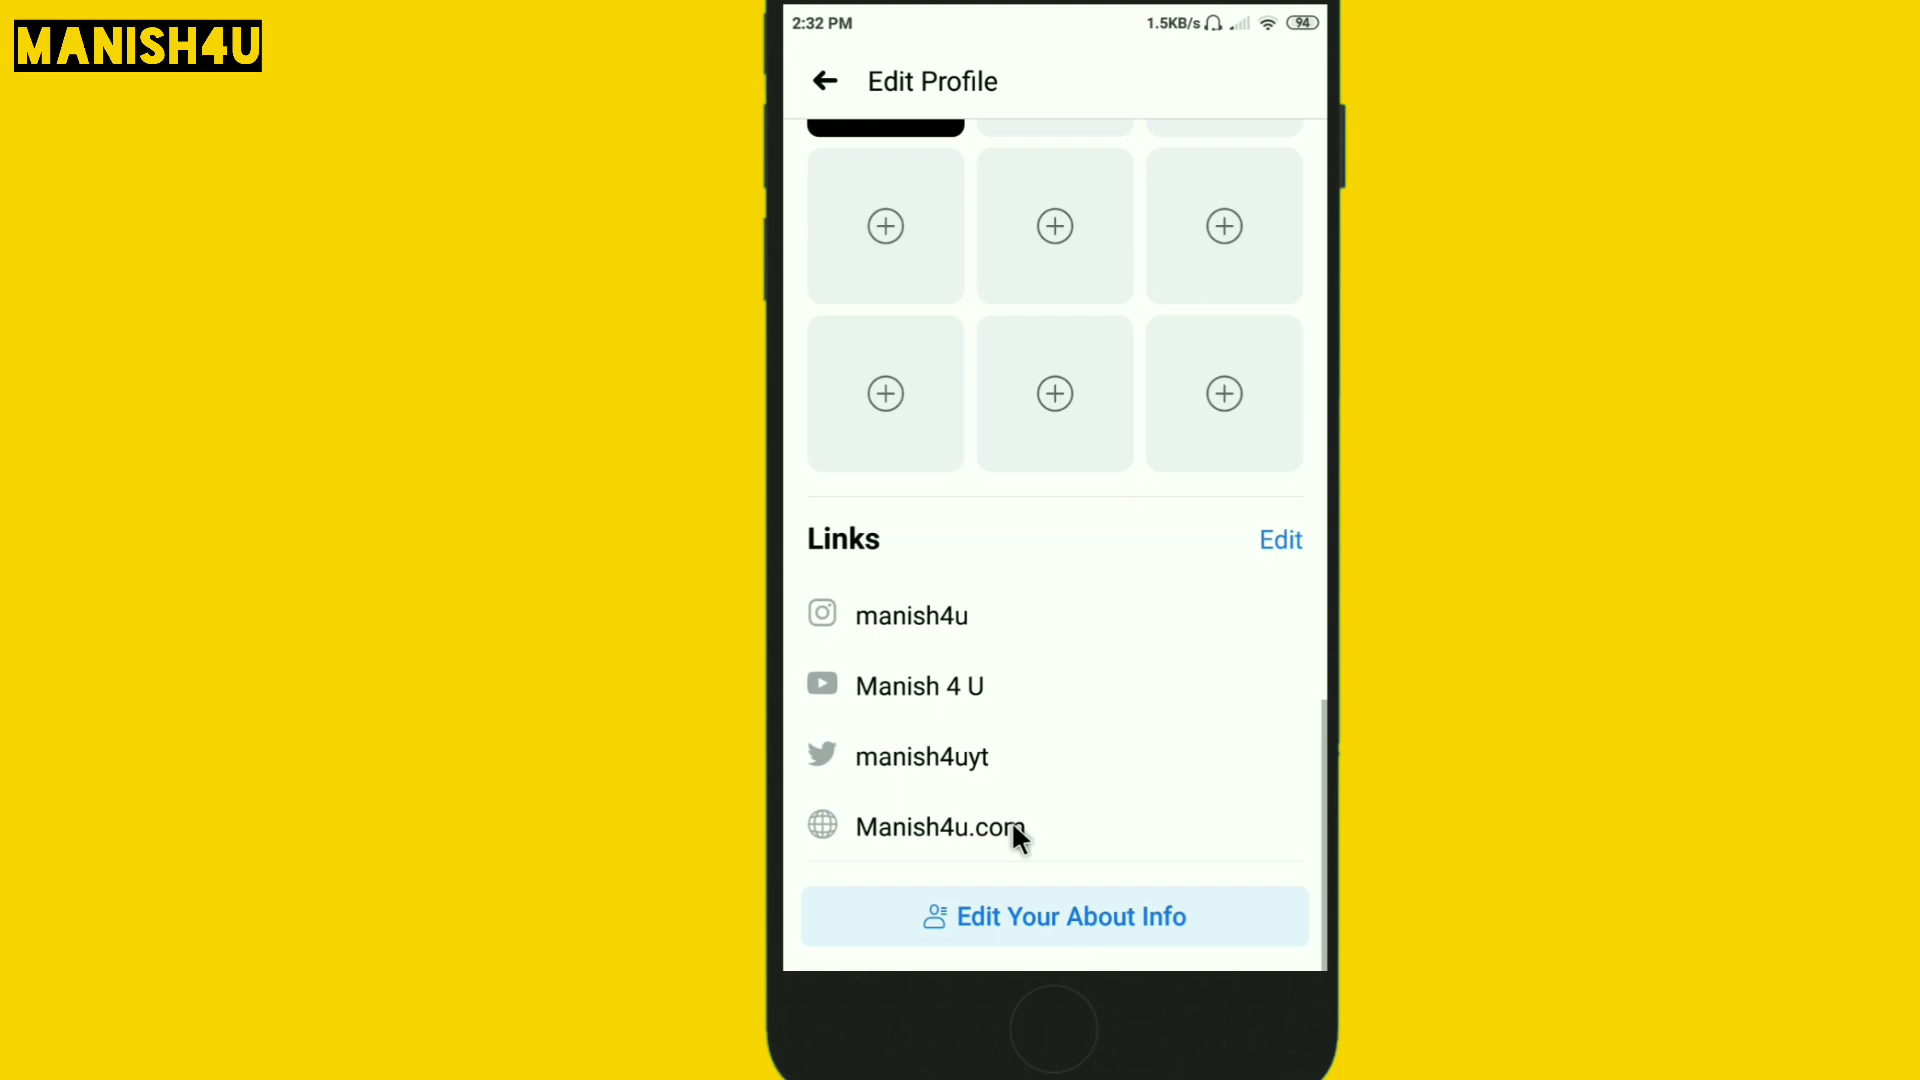 MANISH4U
2:32 PM 1.5KB/s 94
Edit Profile
Links Edit
manish4u
Manish 4 U
manish4uyt
Manish4u.com
Edit Your About Info